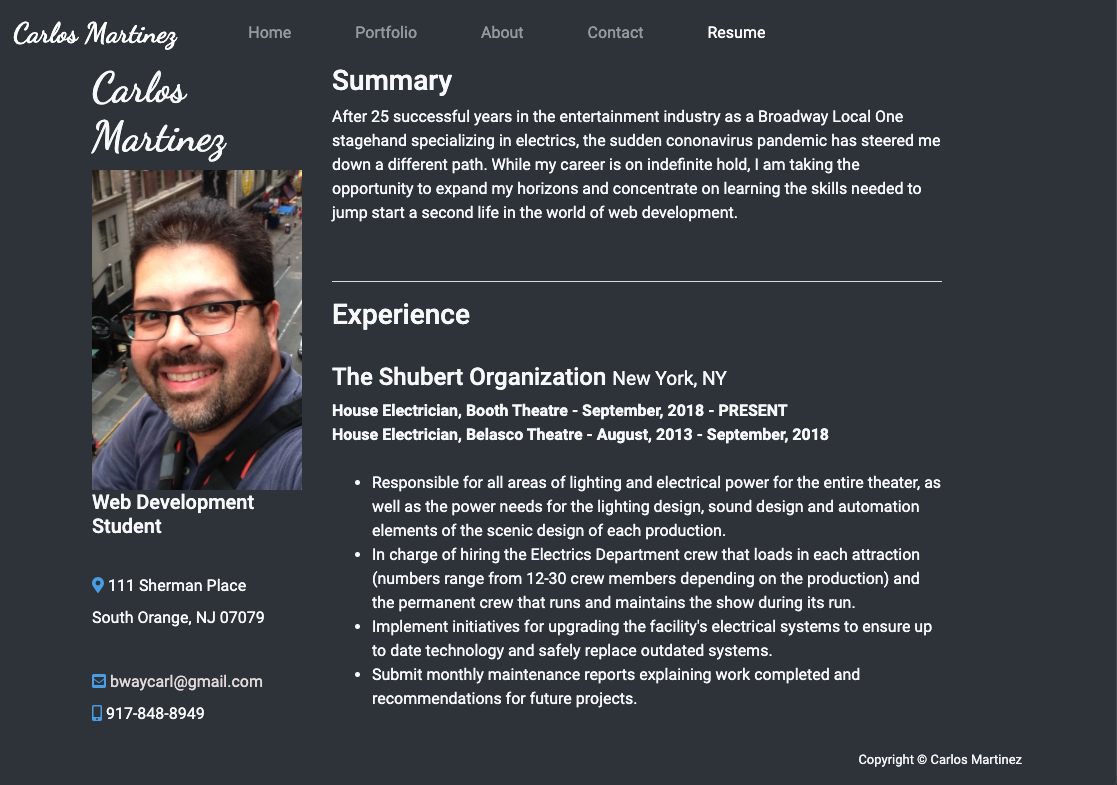 Carlos Martinez
Home Portfolio About Contact Resume
Carlos
Martinez
Web Development
Student
111 Sherman Place
South Orange, NJ 07079
bwaycarl@gmail.com
917-848-8949
Summary
After 25 successful years in the entertainment industry as a Broadway Local One
stagehand specializing in electrics, the sudden cononavirus pandemic has steered me
down a different path. While my career is on indefinite hold, I am taking the
opportunity to expand my horizons and concentrate on learning the skills needed to
jump start a second life in the world of web development.
Experience
The Shubert Organization New York, NY
House Electrician, Booth Theatre - September, 2018 - PRESENT
House Electrician, Belasco Theatre - August, 2013 - September, 2018
• Responsible for all areas of lighting and electrical power for the entire theater, as
well as the power needs for the lighting design, sound design and automation
elements of the scenic design of each production.
• In charge of hiring the Electrics Department crew that loads in each attraction
(numbers range from 12-30 crew members depending on the production) and
the permanent crew that runs and maintains the show during its run.
• Implement initiatives for upgrading the facility's electrical systems to ensure up
to date technology and safely replace outdated systems.
• Submit monthly maintenance reports explaining work completed and
recommendations for future projects.
Copyright © Carlos Martinez